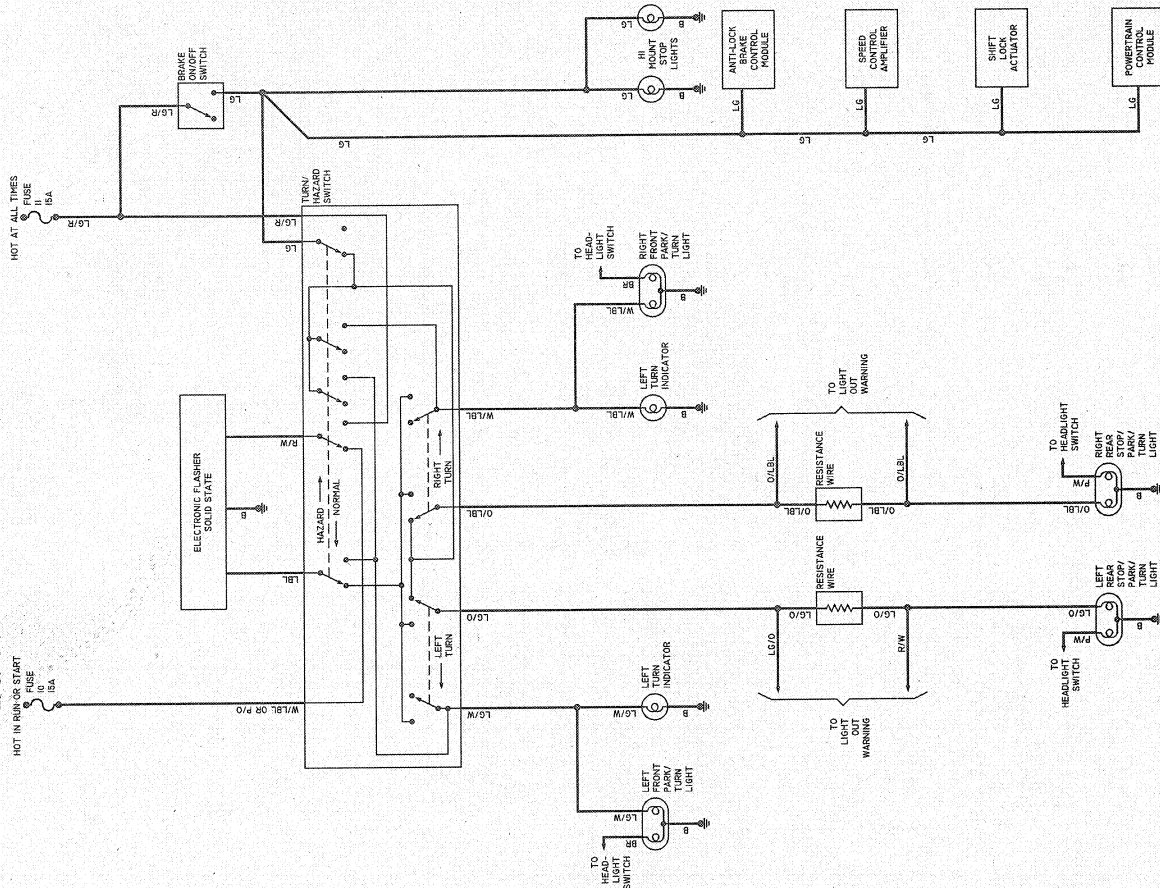 HOT AT ALL TIMES
FUSE
11
15A
LG/R
LG/R
BRAKE
ON/OFF
SWITCH
LG
LG
HI
MOUNT
STOP
LIGHTS
LG
B
LG
B
ANTI-LOCK
BRAKE
CONTROL
MODULE
LG
SPEED
CONTROL
AMPLIFIER
LG
SHIFT
LOCK
ACTUATOR
LG
POWERTRAIN
CONTROL
MODULE
LG
LG
TURN/
HAZARD
SWITCH
LG/R
LG
ELECTRONIC FLASHER
SOLID STATE
R/W
B
LBL
HAZARD
NORMAL
RIGHT
TURN
LEFT
TURN
HOT IN RUN OR START
FUSE
10
15A
W/LBL OR P/O
W/LBL
O/LBL
LG/O
LG/W
TO
HEAD-
LIGHT
SWITCH
RIGHT
FRONT
PARK/
TURN
LIGHT
BR
W/LBL
B
LEFT
TURN
INDICATOR
W/LBL
B
TO
LIGHT
OUT
WARNING
O/LBL
O/LBL
RESISTANCE
WIRE
O/LBL
O/LBL
TO
HEADLIGHT
SWITCH
RIGHT
REAR
STOP/
PARK/
TURN
LIGHT
P/W
O/LBL
B
RESISTANCE
WIRE
LG/O
LG/O
LG/O
R/W
LEFT
REAR
STOP/
PARK/
TURN
LIGHT
LG/O
P/W
B
TO
HEADLIGHT
SWITCH
TO
LIGHT
OUT
WARNING
LEFT
TURN
INDICATOR
LG/W
B
LEFT
FRONT
PARK/
TURN
LIGHT
LG/W
BR
B
TO
HEAD-
LIGHT
SWITCH